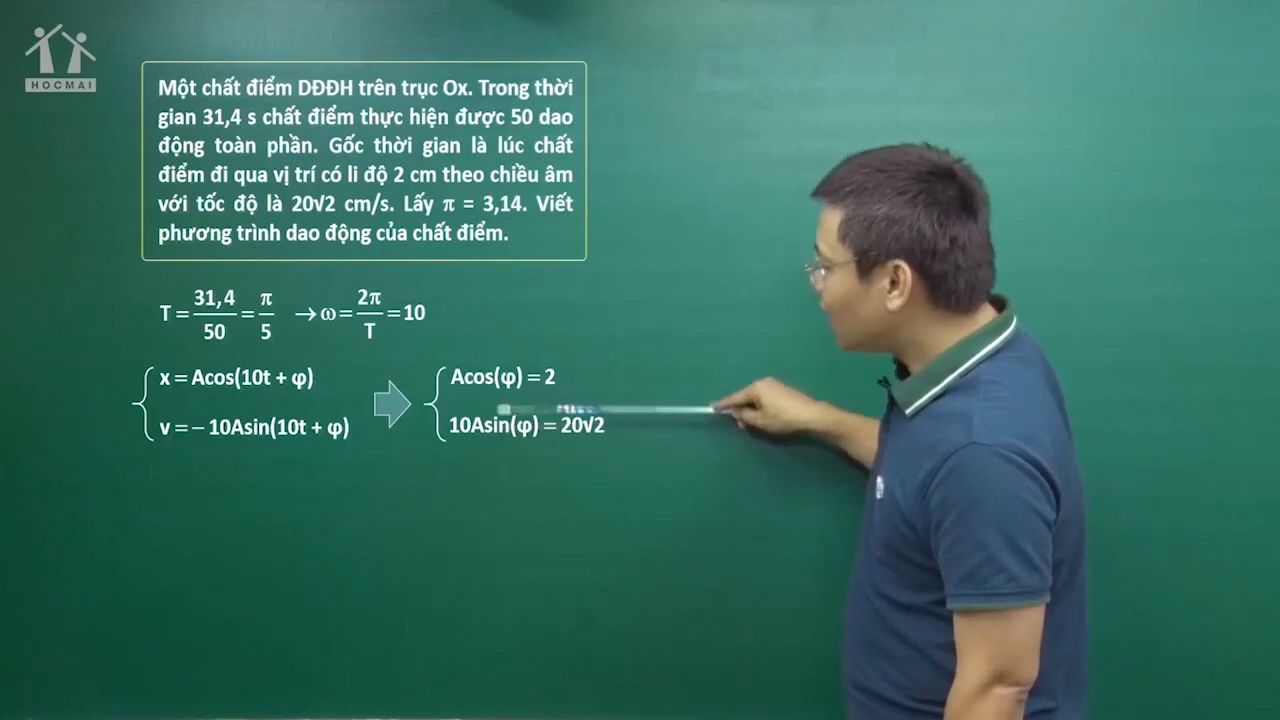 HOCMAI
Một chất điểm DĐĐH trên trục Ox. Trong thời
gian 31,4 s chất điểm thực hiện được 50 dao
động toàn phần. Gốc thời gian là lúc chất
điểm đi qua vị trí có li độ 2 cm theo chiều âm
với tốc độ là 20√2 cm/s. Lấy π = 3,14. Viết
phương trình dao động của chất điểm.
T = 31,4/50 = π/5 → ω = 2π/T = 10
x = Acos(10t + φ)
v = – 10Asin(10t + φ)
Acos(φ) = 2
10Asin(φ) = 20√2